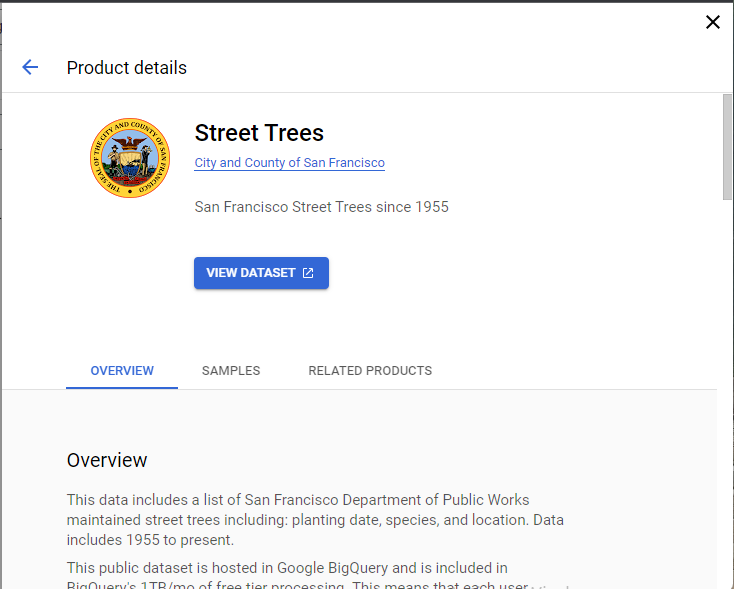 Product details
THE SEAL OF THE CITY AND COUNTY OF SAN FRANCISCO
Street Trees
City and County of San Francisco
San Francisco Street Trees since 1955
VIEW DATASET
OVERVIEW
SAMPLES
RELATED PRODUCTS
Overview
This data includes a list of San Francisco Department of Public Works
maintained street trees including: planting date, species, and location. Data
includes 1955 to present.
This public dataset is hosted in Google BigQuery and is included in
BigQuery's 1TB/mo of free tier processing. This means that each user